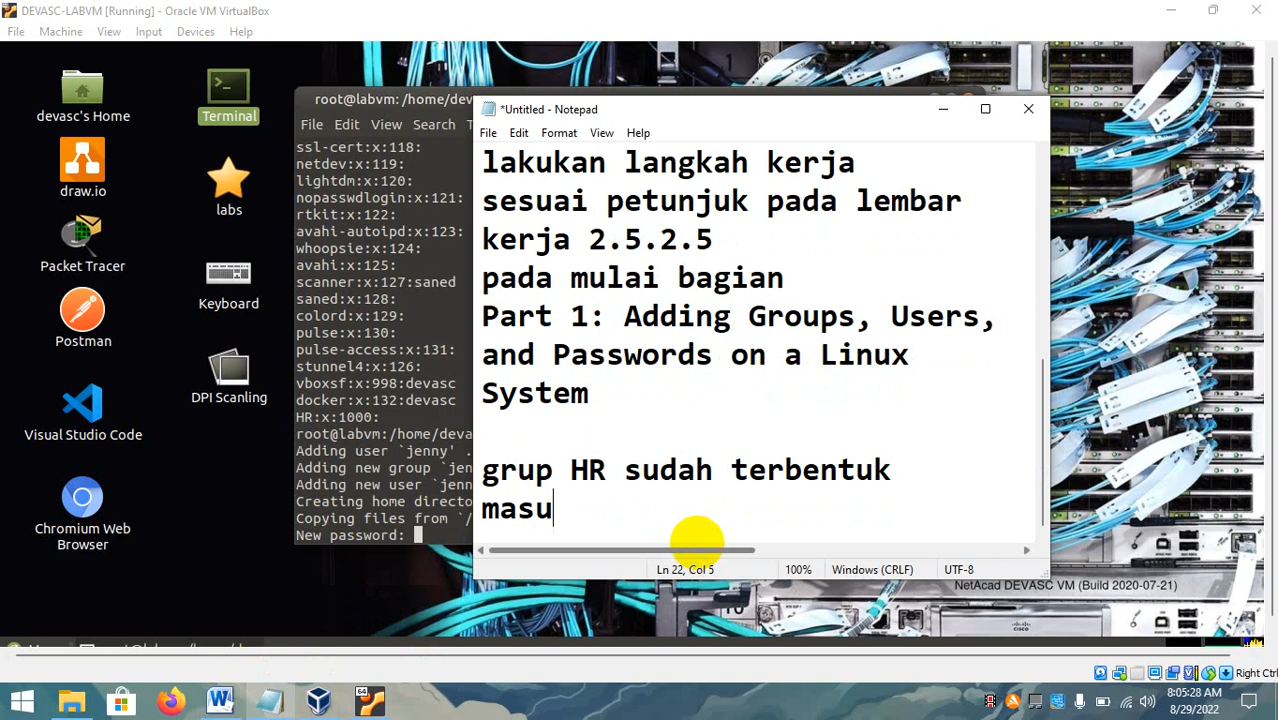 DEVASC-LABVM [Running] - Oracle VM VirtualBox
File Machine View Input Devices Help
devasc's Home
Terminal
draw.io
labs
Packet Tracer
Keyboard
Postman
DPI Scanling
Visual Studio Code
Chromium Web
Browser
root@labvm:/home/dev
File Edit View Search T
ssl-cert:x:118:
netdev:x:119:
lightdm:x:120:
nopasswdlogin:x:121:
rtkit:x:122:
avahi-autoipd:x:123:
whoopsie:x:124:
avahi:x:125:
scanner:x:127:saned
saned:x:128:
colord:x:129:
pulse:x:130:
pulse-access:x:131:
stunnel4:x:126:
vboxsf:x:998:devasc
docker:x:132:devasc
HR:x:1000:
root@labvm:/home/deva
Adding user `jenny' .
Adding new group `jen
Adding new user `jenn
Creating home directo
Copying files from `/
New password:
*Untitled - Notepad
File Edit Format View Help
lakukan langkah kerja
sesuai petunjuk pada lembar
kerja 2.5.2.5
pada mulai bagian
Part 1: Adding Groups, Users,
and Passwords on a Linux
System
grup HR sudah terbentuk
masu
Ln 22, Col 5 100% Windows (CRLF) UTF-8
NetAcad DEVASC VM (Build 2020-07-21)
Right Ctrl
64
8:05:28 AM
8/29/2022